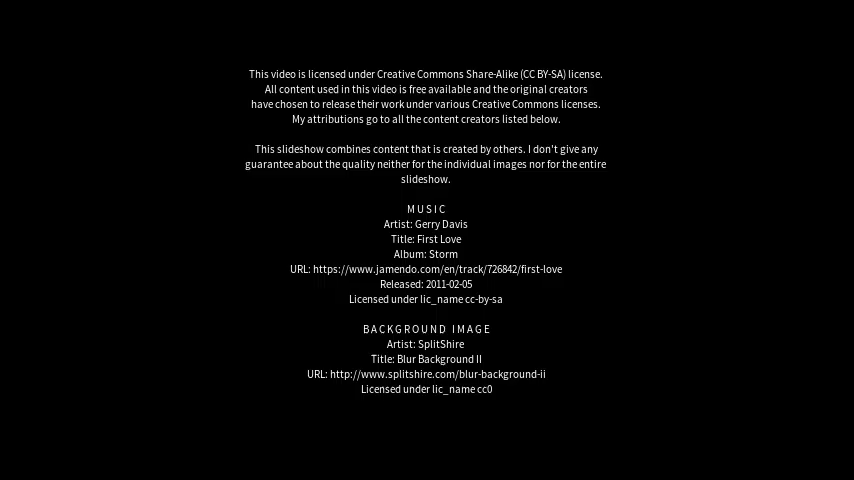 This video is licensed under Creative Commons Share-Alike (CC BY-SA) license.
All content used in this video is free available and the original creators
have chosen to release their work under various Creative Commons licenses.
My attributions go to all the content creators listed below.
This slideshow combines content that is created by others. I don't give any
guarantee about the quality neither for the individual images nor for the entire
slideshow.
MUSIC
Artist: Gerry Davis
Title: First Love
Album: Storm
URL: https://www.jamendo.com/en/track/726842/first-love
Released: 2011-02-05
Licensed under lic_name cc-by-sa
BACKGROUND IMAGE
Artist: SplitShire
Title: Blur Background II
URL: http://www.splitshire.com/blur-background-ii
Licensed under lic_name cc0